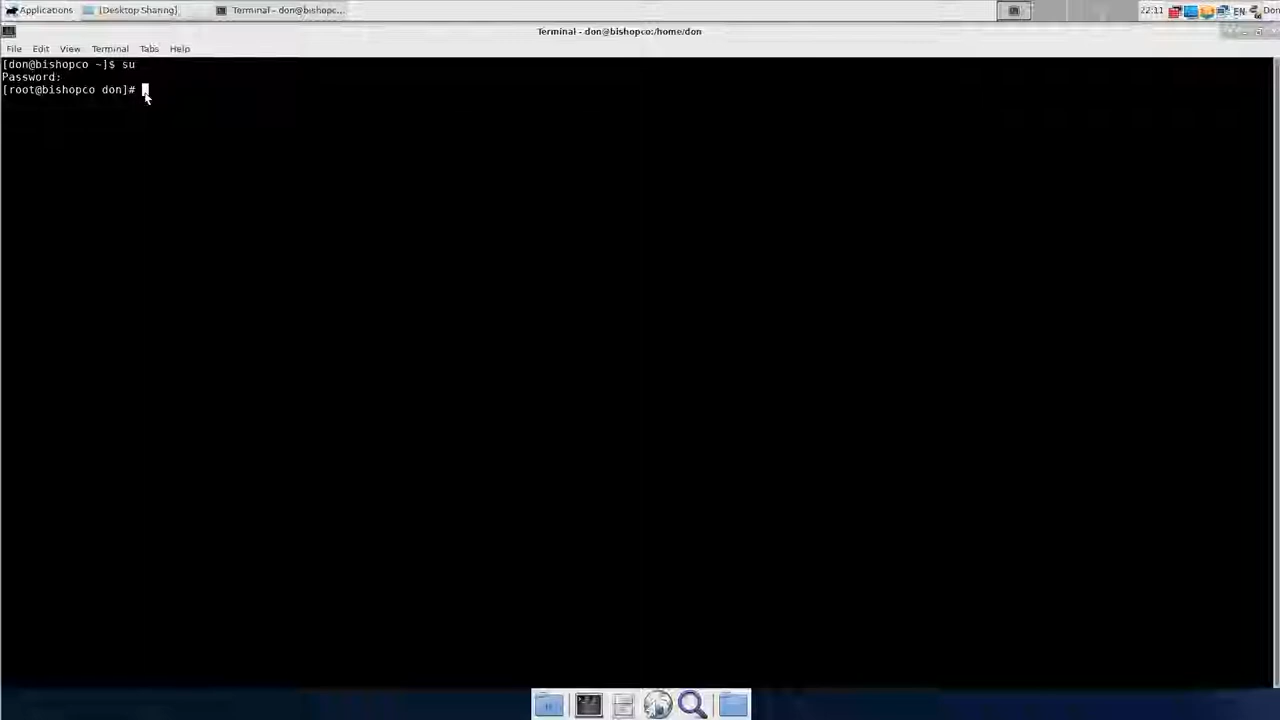 Applications [Desktop Sharing] Terminal - don@bishopc... 22:11 EN Don
Terminal - don@bishopco:/home/don
File Edit View Terminal Tabs Help
[don@bishopco ~]$ su
Password:
[root@bishopco don]#